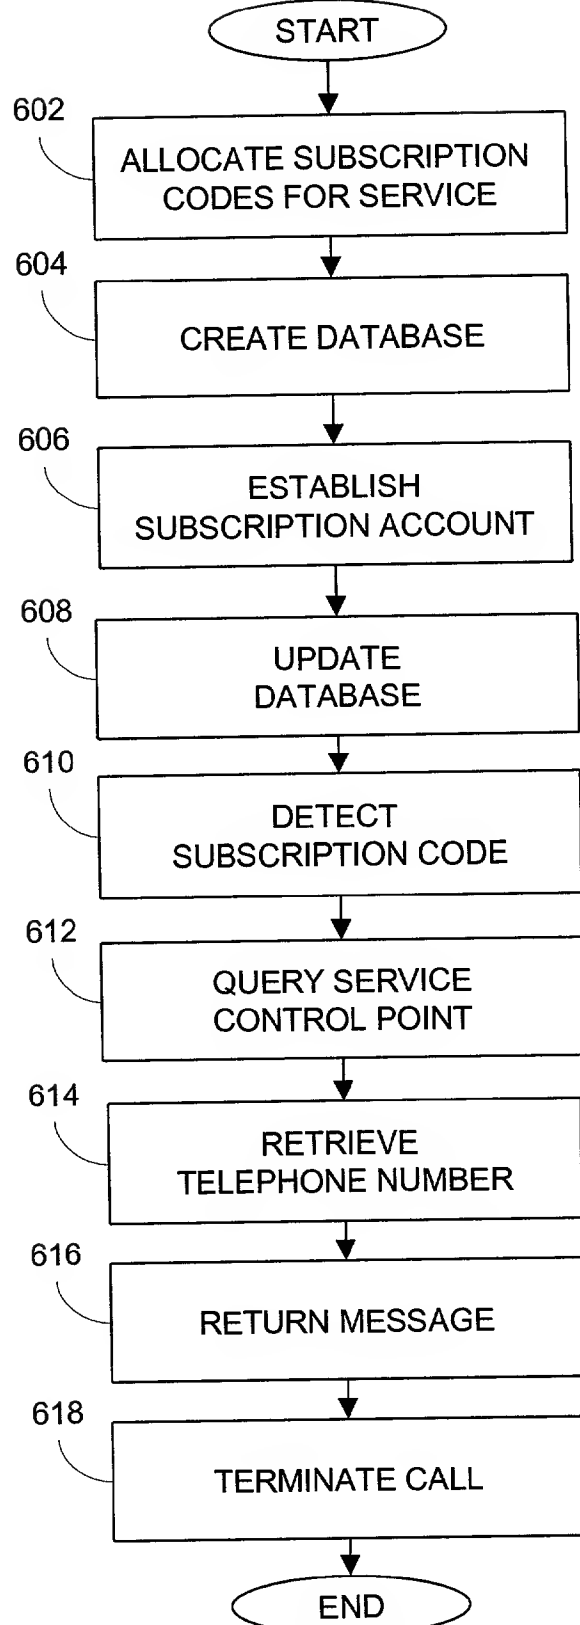 START
602
ALLOCATE SUBSCRIPTION
CODES FOR SERVICE
604
CREATE DATABASE
606
ESTABLISH
SUBSCRIPTION ACCOUNT
608
UPDATE
DATABASE
610
DETECT
SUBSCRIPTION CODE
612
QUERY SERVICE
CONTROL POINT
614
RETRIEVE
TELEPHONE NUMBER
616
RETURN MESSAGE
618
TERMINATE CALL
END